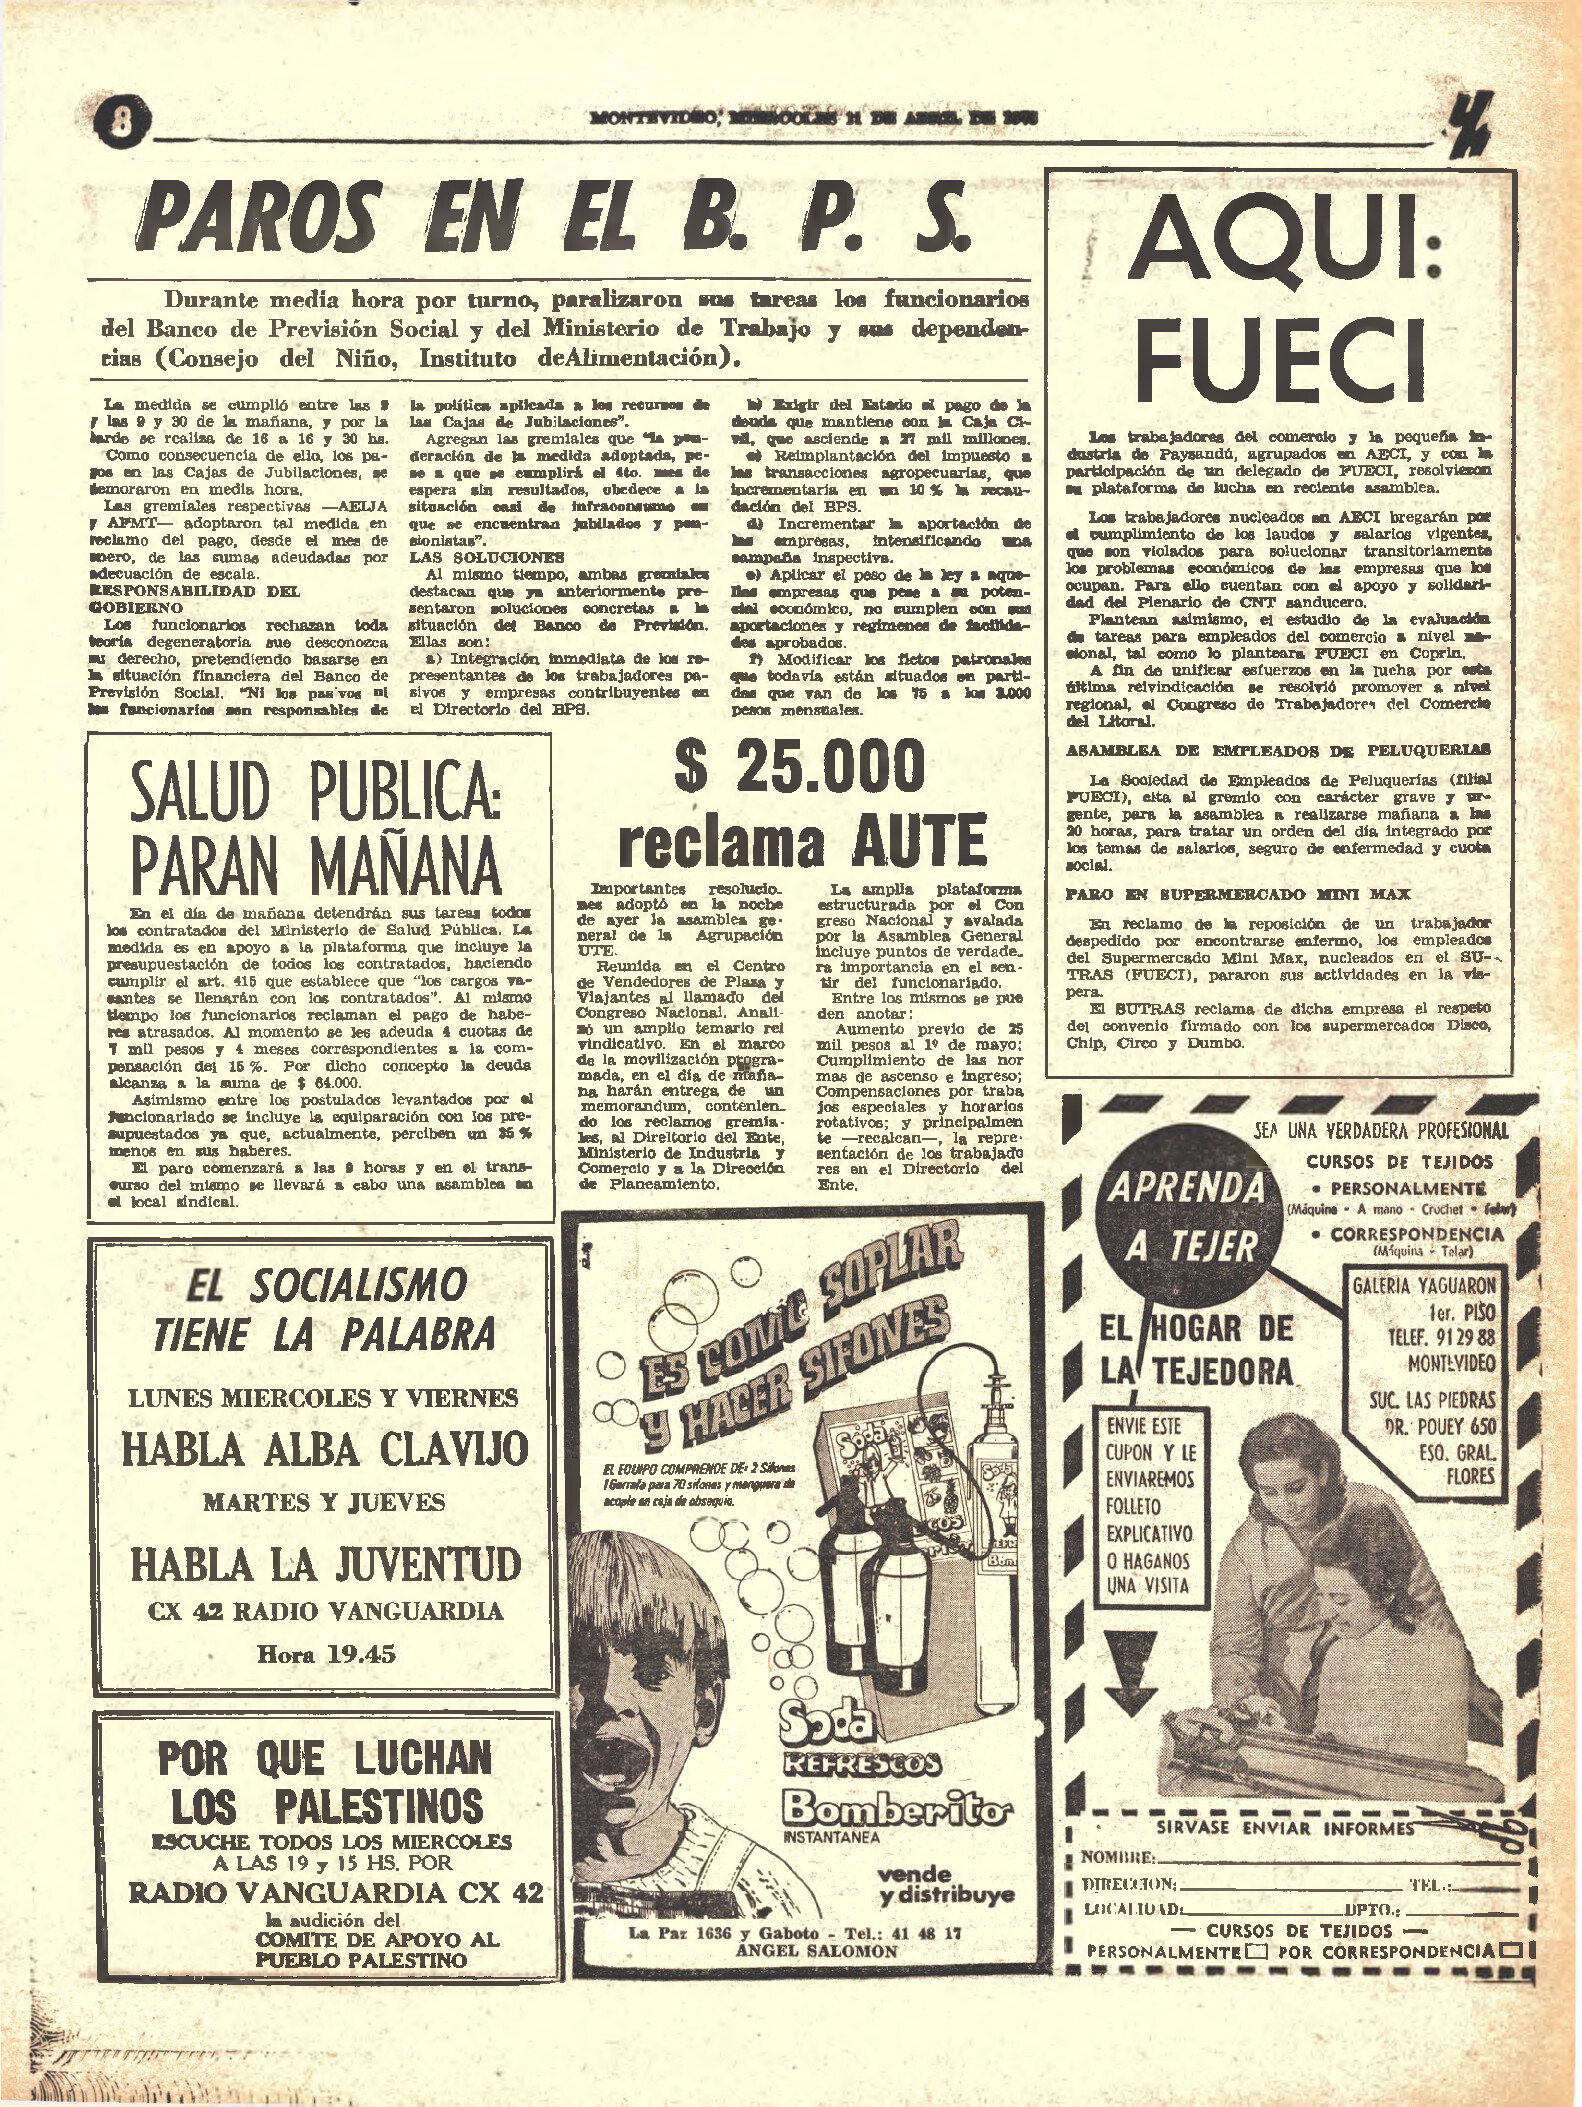 8
MONTEVIDEO, MIERCOLES 11 DE ABRIL DE
PAROS EN EL B. P. S.
Durante media hora por turno, paralizaron sus tareas los funcionarios
del Banco de Previsión Social y del Ministerio de Trabajo y sus dependen-
cias (Consejo del Niño, Instituto deAlimentación).
La medida se cumplió entre las 9
y las 9 y 30 de la mañana, y por la
tarde se realiza de 16 a 16 y 30 hs.
Como consecuencia de ello, los pa-
gos en las Cajas de Jubilaciones, se
demoraron en media hora.
Las gremiales respectivas —AEIJA
y APMT— adoptaron tal medida en
reclamo del pago, desde el mes de
enero, de las sumas adeudadas por
adecuación de escala.
RESPONSABILIDAD DEL
GOBIERNO
Los funcionarios rechazan toda
teoría degeneratoria sue desconozca
su derecho, pretendiendo basarse en
la situación financiera del Banco de
Previsión Social. "Ni los pasivos ni
los funcionarios son responsables de
la política aplicada a los recursos de
las Cajas de Jubilaciones".
Agregan las gremiales que "la pon-
deración de la medida adoptada, pe-
se a que se cumplirá el 4to. mes de
espera sin resultados, obedece a la
situación casi de infraconsumo en
que se encuentran jubilados y pen-
sionistas".
LAS SOLUCIONES
Al mismo tiempo, ambas gremiales
destacan que ya anteriormente pre-
sentaron soluciones concretas a la
situación del Banco de Previsión.
Ellas son:
a) Integración inmediata de los re-
presentantes de los trabajadores pa-
sivos y empresas contribuyentes en
el Directorio del BPS.
b) Exigir del Estado el pago de la
deuda que mantiene con la Caja Ci-
vil, que asciende a 27 mil millones.
c) Reimplantación del impuesto a
las transacciones agropecuarias, que
incrementaría en un 10 % la recau-
dación del BPS.
d) Incrementar la aportación de
las empresas, intensificando una
campaña inspectiva.
e) Aplicar el peso de la ley a aque-
llas empresas que pese a su poten-
cial económico, no cumplen con sus
aportaciones y regímenes de facilida-
des aprobados.
f) Modificar los fictos patronales
que todavía están situados en parti-
das que van de los 75 a los 3.000
pesos mensuales.
AQUI:
FUECI
Los trabajadores del comercio y la pequeña in-
dustria de Paysandú, agrupados en AECI, y con la
participación de un delegado de FUECI, resolvieron
su plataforma de lucha en reciente asamblea.
Los trabajadores nucleados en AECI bregarán por
el cumplimiento de los laudos y salarios vigentes,
que son violados para solucionar transitoriamente
los problemas económicos de las empresas que los
ocupan. Para ello cuentan con el apoyo y solidari-
dad del Plenario de CNT sanducero.
Plantean asimismo, el estudio de la evaluación
de tareas para empleados del comercio a nivel na-
cional, tal como lo planteara FUECI en Coprin.
A fin de unificar esfuerzos en la lucha por esta
última reivindicación se resolvió promover a nivel
regional, el Congreso de Trabajadores del Comercio
del Litoral.
ASAMBLEA DE EMPLEADOS DE PELUQUERIAS
La Sociedad de Empleados de Peluquerías (filial
FUECI), cita al gremio con carácter grave y ur-
gente, para la asamblea a realizarse mañana a las
20 horas, para tratar un orden del día integrado por
los temas de salarios, seguro de enfermedad y cuota
social.
PARO EN SUPERMERCADO MINI MAX
En reclamo de la reposición de un trabajador
despedido por encontrarse enfermo, los empleados
del Supermercado Mini Max, nucleados en el SU-
TRAS (FUECI), pararon sus actividades en la vís-
pera.
El SUTRAS reclama de dicha empresa el respeto
del convenio firmado con los supermercados Disco,
Chip, Circo y Dumbo.
SALUD PUBLICA:
PARAN MAÑANA
En el día de mañana detendrán sus tareas todos
los contratados del Ministerio de Salud Pública. La
medida es en apoyo a la plataforma que incluye la
presupuestación de todos los contratados, haciendo
cumplir el art. 415 que establece que "los cargos va-
cantes se llenarán con los contratados". Al mismo
tiempo los funcionarios reclaman el pago de habe-
res atrasados. Al momento se les adeuda 4 cuotas de
7 mil pesos y 4 meses correspondientes a la com-
pensación del 15 %. Por dicho concepto la deuda
alcanza a la suma de $ 64.000.
Asimismo entre los postulados levantados por el
funcionariado se incluye la equiparación con los pre-
supuestados ya que, actualmente, perciben un 35 %
menos en sus haberes.
El paro comenzará a las 9 horas y en el trans-
curso del mismo se llevará a cabo una asamblea en
el local sindical.
$ 25.000
reclama AUTE
Importantes resolucio-
nes adoptó en la noche
de ayer la asamblea ge-
neral de la Agrupación
UTE.
Reunida en el Centro
de Vendedores de Plaza y
Viajantes al llamado del
Congreso Nacional. Anali-
zó un amplio temario rei
vindicativo. En el marco
de la movilización progra-
mada, en el día de maña-
na harán entrega de un
memorandum, contenien-
do los reclamos gremia-
les, al Direltorio del Ente,
Ministerio de Industria y
Comercio y a la Dirección
de Planeamiento.
La amplia plataforma
estructurada por el Con
greso Nacional y avalada
por la Asamblea General
incluye puntos de verdade-
ra importancia en el sen-
tir del funcionariado.
Entre los mismos se pue
den anotar:
Aumento previo de 25
mil pesos al 1º de mayo;
Cumplimiento de las nor
mas de ascenso e ingreso;
Compensaciones por traba
jos especiales y horarios
rotativos; y principalmen
te —recalcan—, la repre-
sentación de los trabajado
res en el Directorio del
Ente.
EL SOCIALISMO
TIENE LA PALABRA
LUNES MIERCOLES Y VIERNES
HABLA ALBA CLAVIJO
MARTES Y JUEVES
HABLA LA JUVENTUD
CX 42 RADIO VANGUARDIA
Hora 19.45
POR QUE LUCHAN
LOS PALESTINOS
ESCUCHE TODOS LOS MIERCOLES
A LAS 19 y 15 HS. POR
RADIO VANGUARDIA CX 42
la audición del
COMITE DE APOYO AL
PUEBLO PALESTINO
ES COMO SOPLAR
Y HACER SIFONES
EL EQUIPO COMPRENDE DE: 2 Sifones
1 Garrafa para 70 sifones y manguera de
acople en caja de obsequio.
Soda
Soda
REFRESCOS
Bomberito
INSTANTANEA
vende
y distribuye
La Paz 1636 y Gaboto - Tel.: 41 48 17
ANGEL SALOMON
SEA UNA VERDADERA PROFESIONAL
APRENDA
A TEJER
CURSOS DE TEJIDOS
• PERSONALMENTE
(Máquina - A mano - Crochet - Telar)
• CORRESPONDENCIA
(Máquina - Telar)
EL HOGAR DE
LA TEJEDORA
GALERIA YAGUARON
1er. PISO
TELEF. 91 29 88
MONTEVIDEO
SUC. LAS PIEDRAS
DR. POUEY 650
ESQ. GRAL.
FLORES
ENVIE ESTE
CUPON Y LE
ENVIAREMOS
FOLLETO
EXPLICATIVO
O HAGANOS
UNA VISITA
SIRVASE ENVIAR INFORMES
NOMBRE:
DIRECCION: TEL.:
LOCALIDAD: DPTO.:
— CURSOS DE TEJIDOS —
PERSONALMENTE POR CORRESPONDENCIA